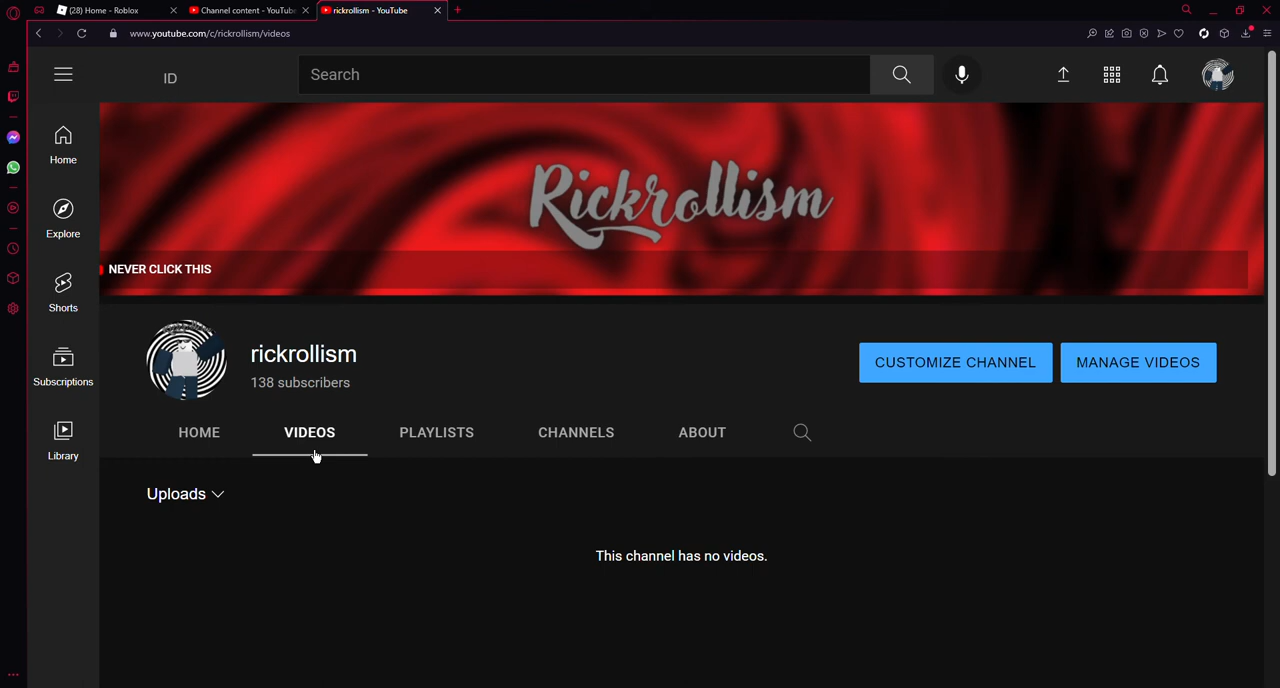 (28) Home - Roblox
Channel content - YouTube
rickrollism - YouTube
www.youtube.com/c/rickrollism/videos
ID
Search
Home
Explore
Shorts
Subscriptions
Library
Rickrollism
NEVER CLICK THIS
rickrollism
138 subscribers
CUSTOMIZE CHANNEL
MANAGE VIDEOS
HOME
VIDEOS
PLAYLISTS
CHANNELS
ABOUT
Uploads
This channel has no videos.